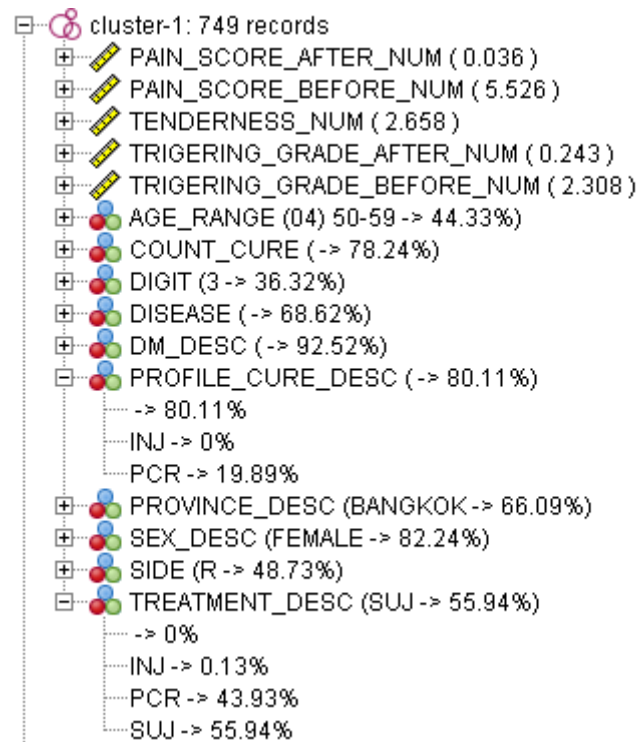 cluster-1: 749 records
PAIN_SCORE_AFTER_NUM ( 0.036 )
PAIN_SCORE_BEFORE_NUM ( 5.526 )
TENDERNESS_NUM ( 2.658 )
TRIGERING_GRADE_AFTER_NUM ( 0.243 )
TRIGERING_GRADE_BEFORE_NUM ( 2.308 )
AGE_RANGE (04) 50-59 -> 44.33%)
COUNT_CURE ( -> 78.24%)
DIGIT (3 -> 36.32%)
DISEASE ( -> 68.62%)
DM_DESC ( -> 92.52%)
PROFILE_CURE_DESC ( -> 80.11%)
-> 80.11%
INJ -> 0%
PCR -> 19.89%
PROVINCE_DESC (BANGKOK -> 66.09%)
SEX_DESC (FEMALE -> 82.24%)
SIDE (R -> 48.73%)
TREATMENT_DESC (SUJ -> 55.94%)
-> 0%
INJ -> 0.13%
PCR -> 43.93%
SUJ -> 55.94%